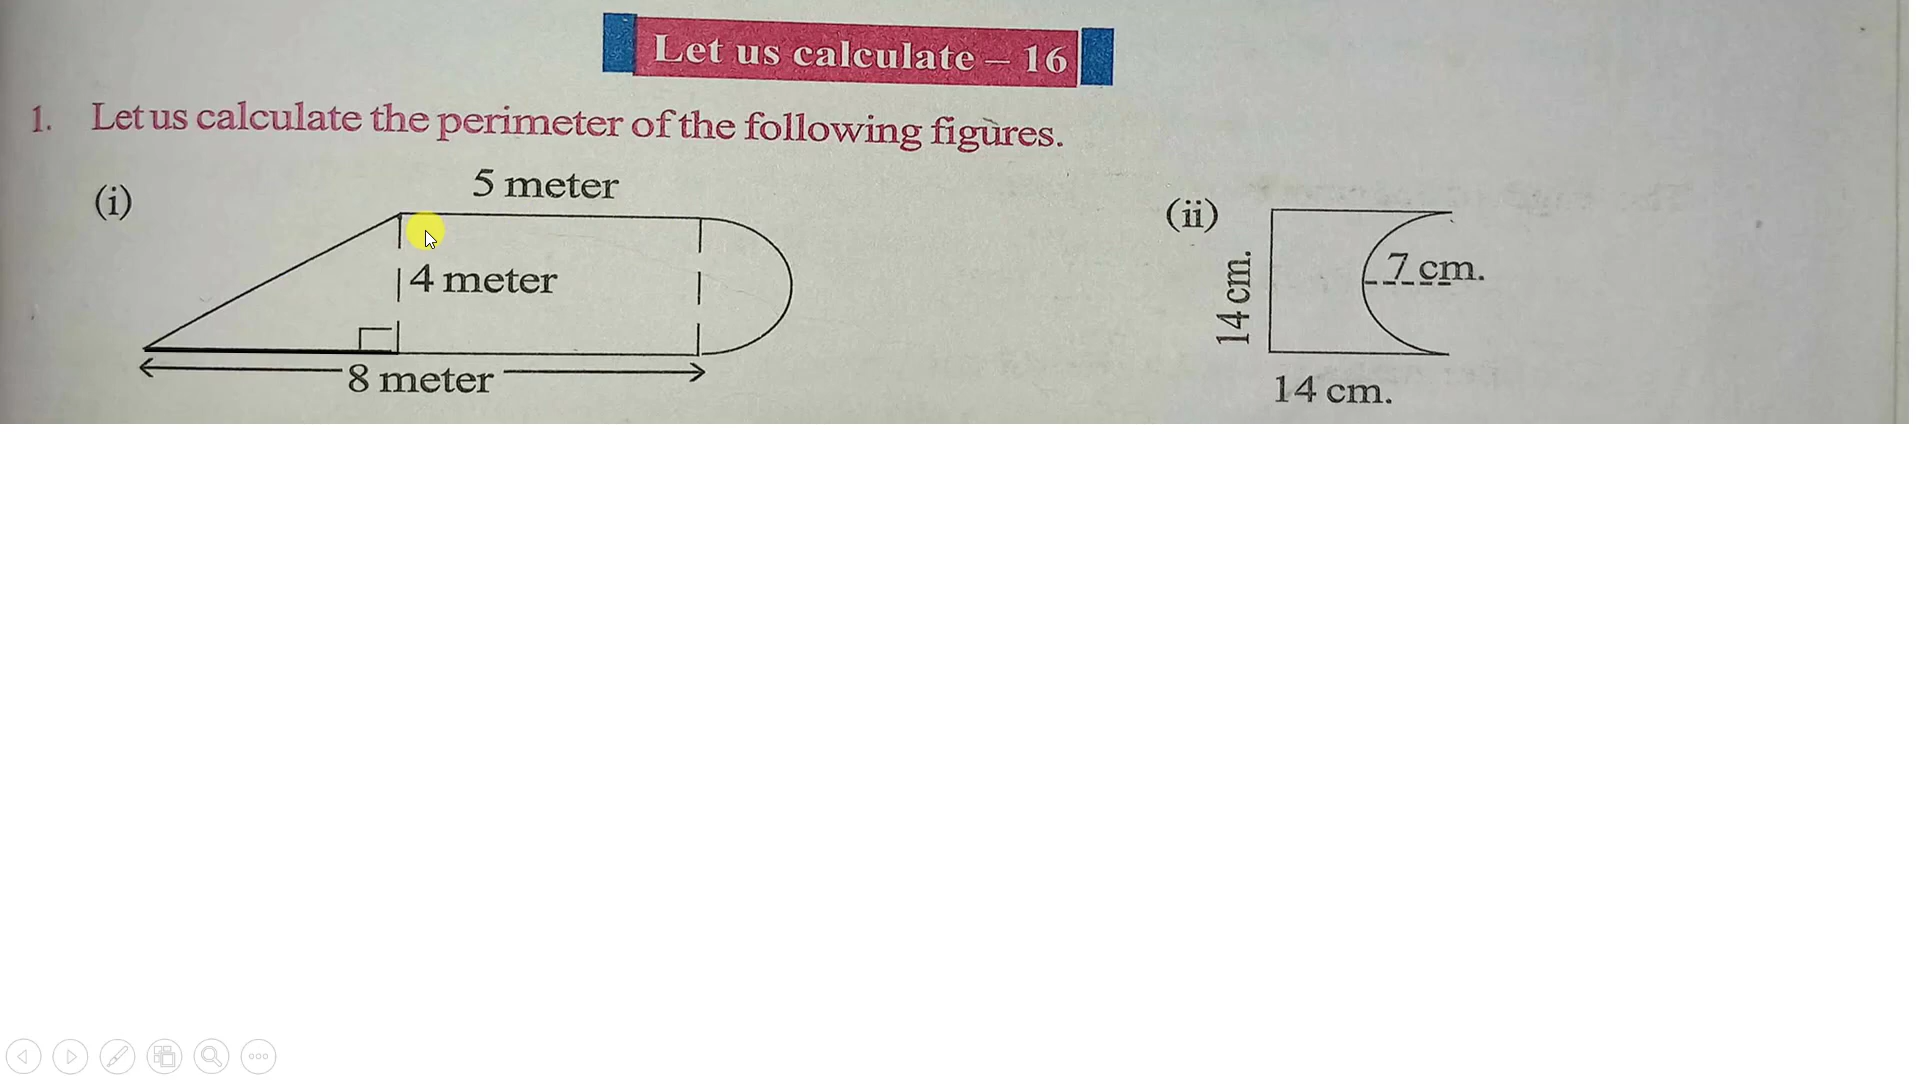 Let us calculate – 16
1. Let us calculate the perimeter of the following figures.
(i)
5 meter
4 meter
8 meter
(ii)
14 cm.
7 cm.
14 cm.